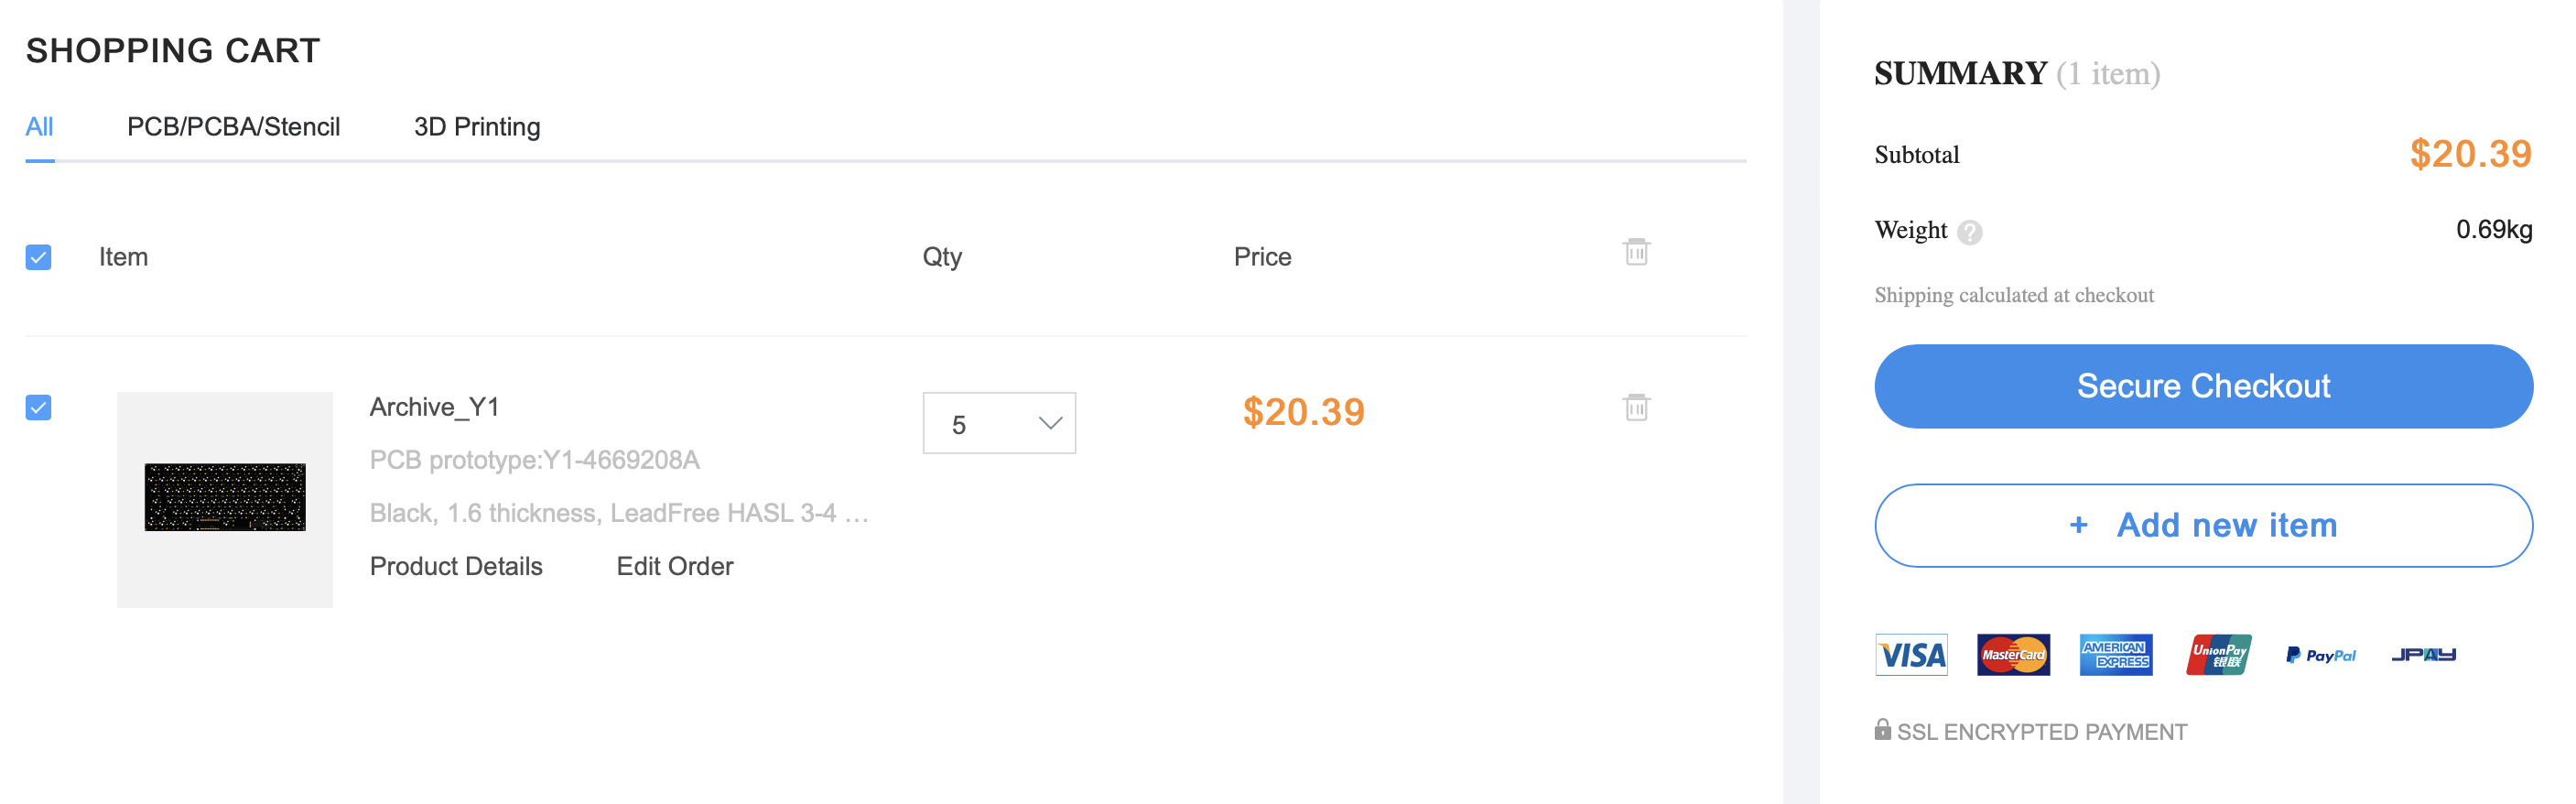 SHOPPING CART
All PCB/PCBA/Stencil 3D Printing
Item Qty Price
Archive_Y1
PCB prototype:Y1-4669208A
Black, 1.6 thickness, LeadFree HASL 3-4 ...
Product Details Edit Order
5
$20.39
SUMMARY (1 item)
Subtotal $20.39
Weight ? 0.69kg
Shipping calculated at checkout
Secure Checkout
+ Add new item
VISA MasterCard AMERICAN EXPRESS UnionPay 银联 PayPal JPAY
SSL ENCRYPTED PAYMENT